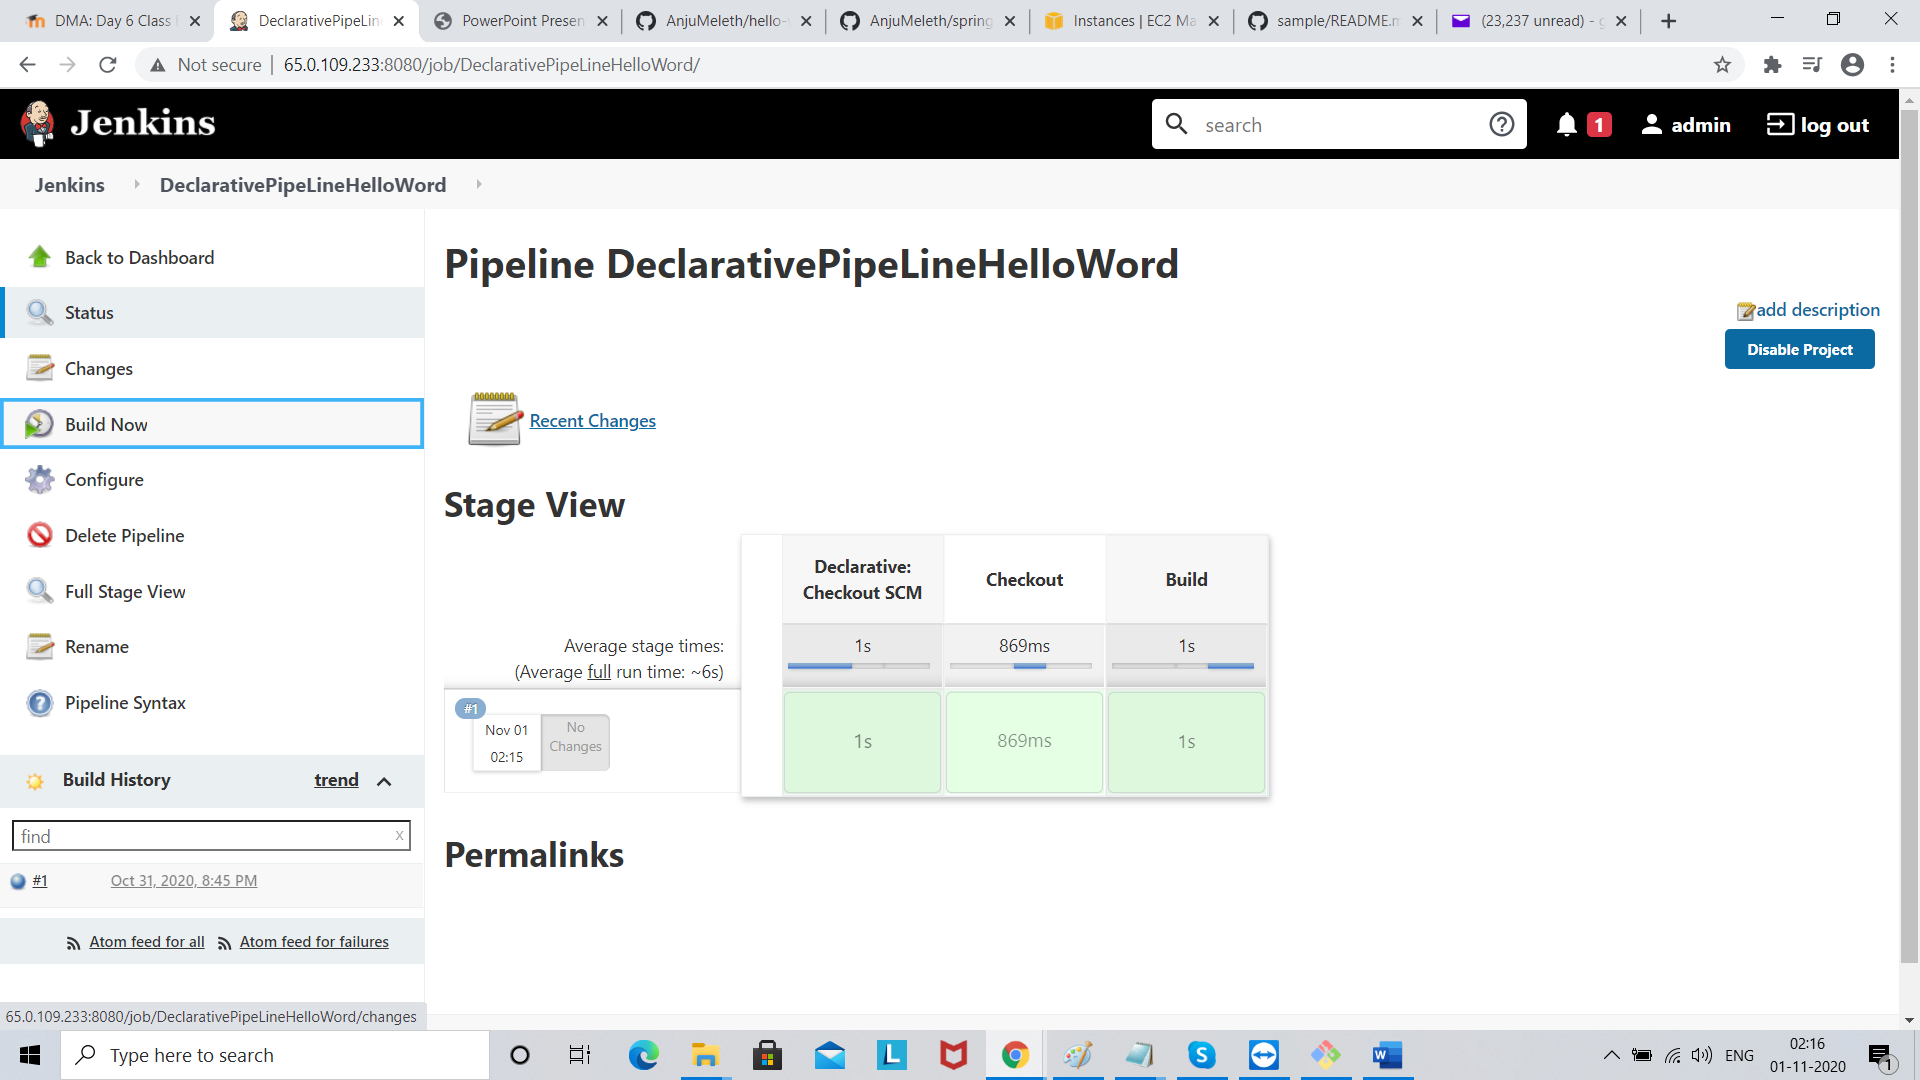 DMA: Day 6 Class
DeclarativePipeLin
PowerPoint Presen
AnjuMeleth/hello-
AnjuMeleth/spring
Instances | EC2 Ma
sample/README.m
(23,237 unread) -
Not secure
65.0.109.233:8080/job/DeclarativePipeLineHelloWord/
Jenkins
search
1
admin
log out
Jenkins
DeclarativePipeLineHelloWord
Back to Dashboard
Status
Changes
Build Now
Configure
Delete Pipeline
Full Stage View
Rename
Pipeline Syntax
Build History
trend
find
x
#1
Oct 31, 2020, 8:45 PM
Atom feed for all
Atom feed for failures
Pipeline DeclarativePipeLineHelloWord
add description
Disable Project
Recent Changes
Stage View
Declarative:
Checkout SCM
Checkout
Build
Average stage times:
(Average full run time: ~6s)
1s
869ms
1s
#1
Nov 01
02:15
No
Changes
1s
869ms
1s
Permalinks
65.0.109.233:8080/job/DeclarativePipeLineHelloWord/changes
Type here to search
L
S
W
ENG
02:16
01-11-2020
1